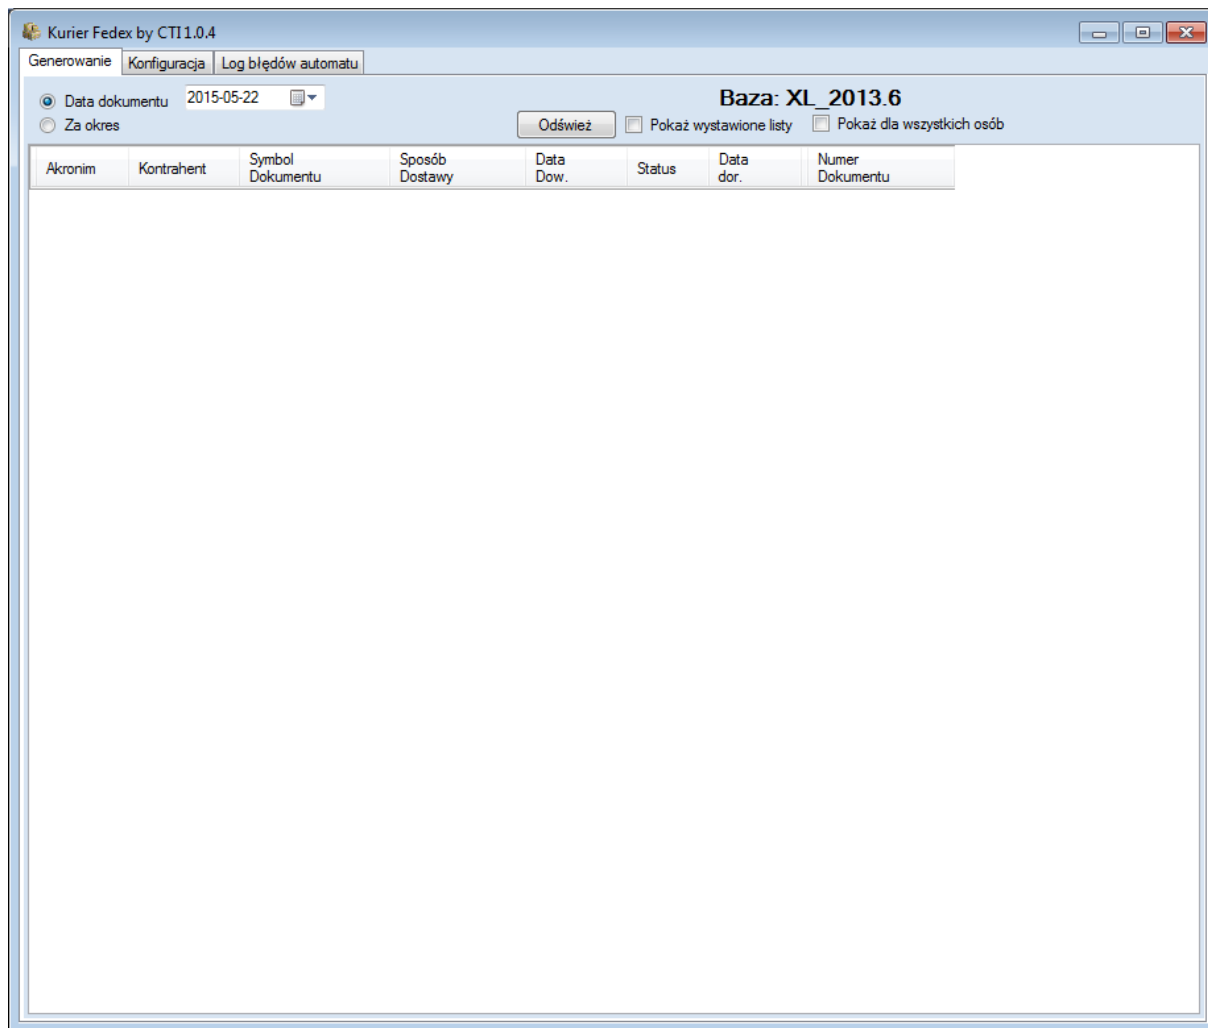 Kurier Fedex by CTI 1.0.4
Generowanie Konfiguracja Log błędów automatu
Data dokumentu 2015-05-22 Baza: XL_2013.6
Za okres Odśwież Pokaż wystawione listy Pokaż dla wszystkich osób
Akronim Kontrahent Symbol Dokumentu Sposób Dostawy Data Dow. Status Data dor. Numer Dokumentu